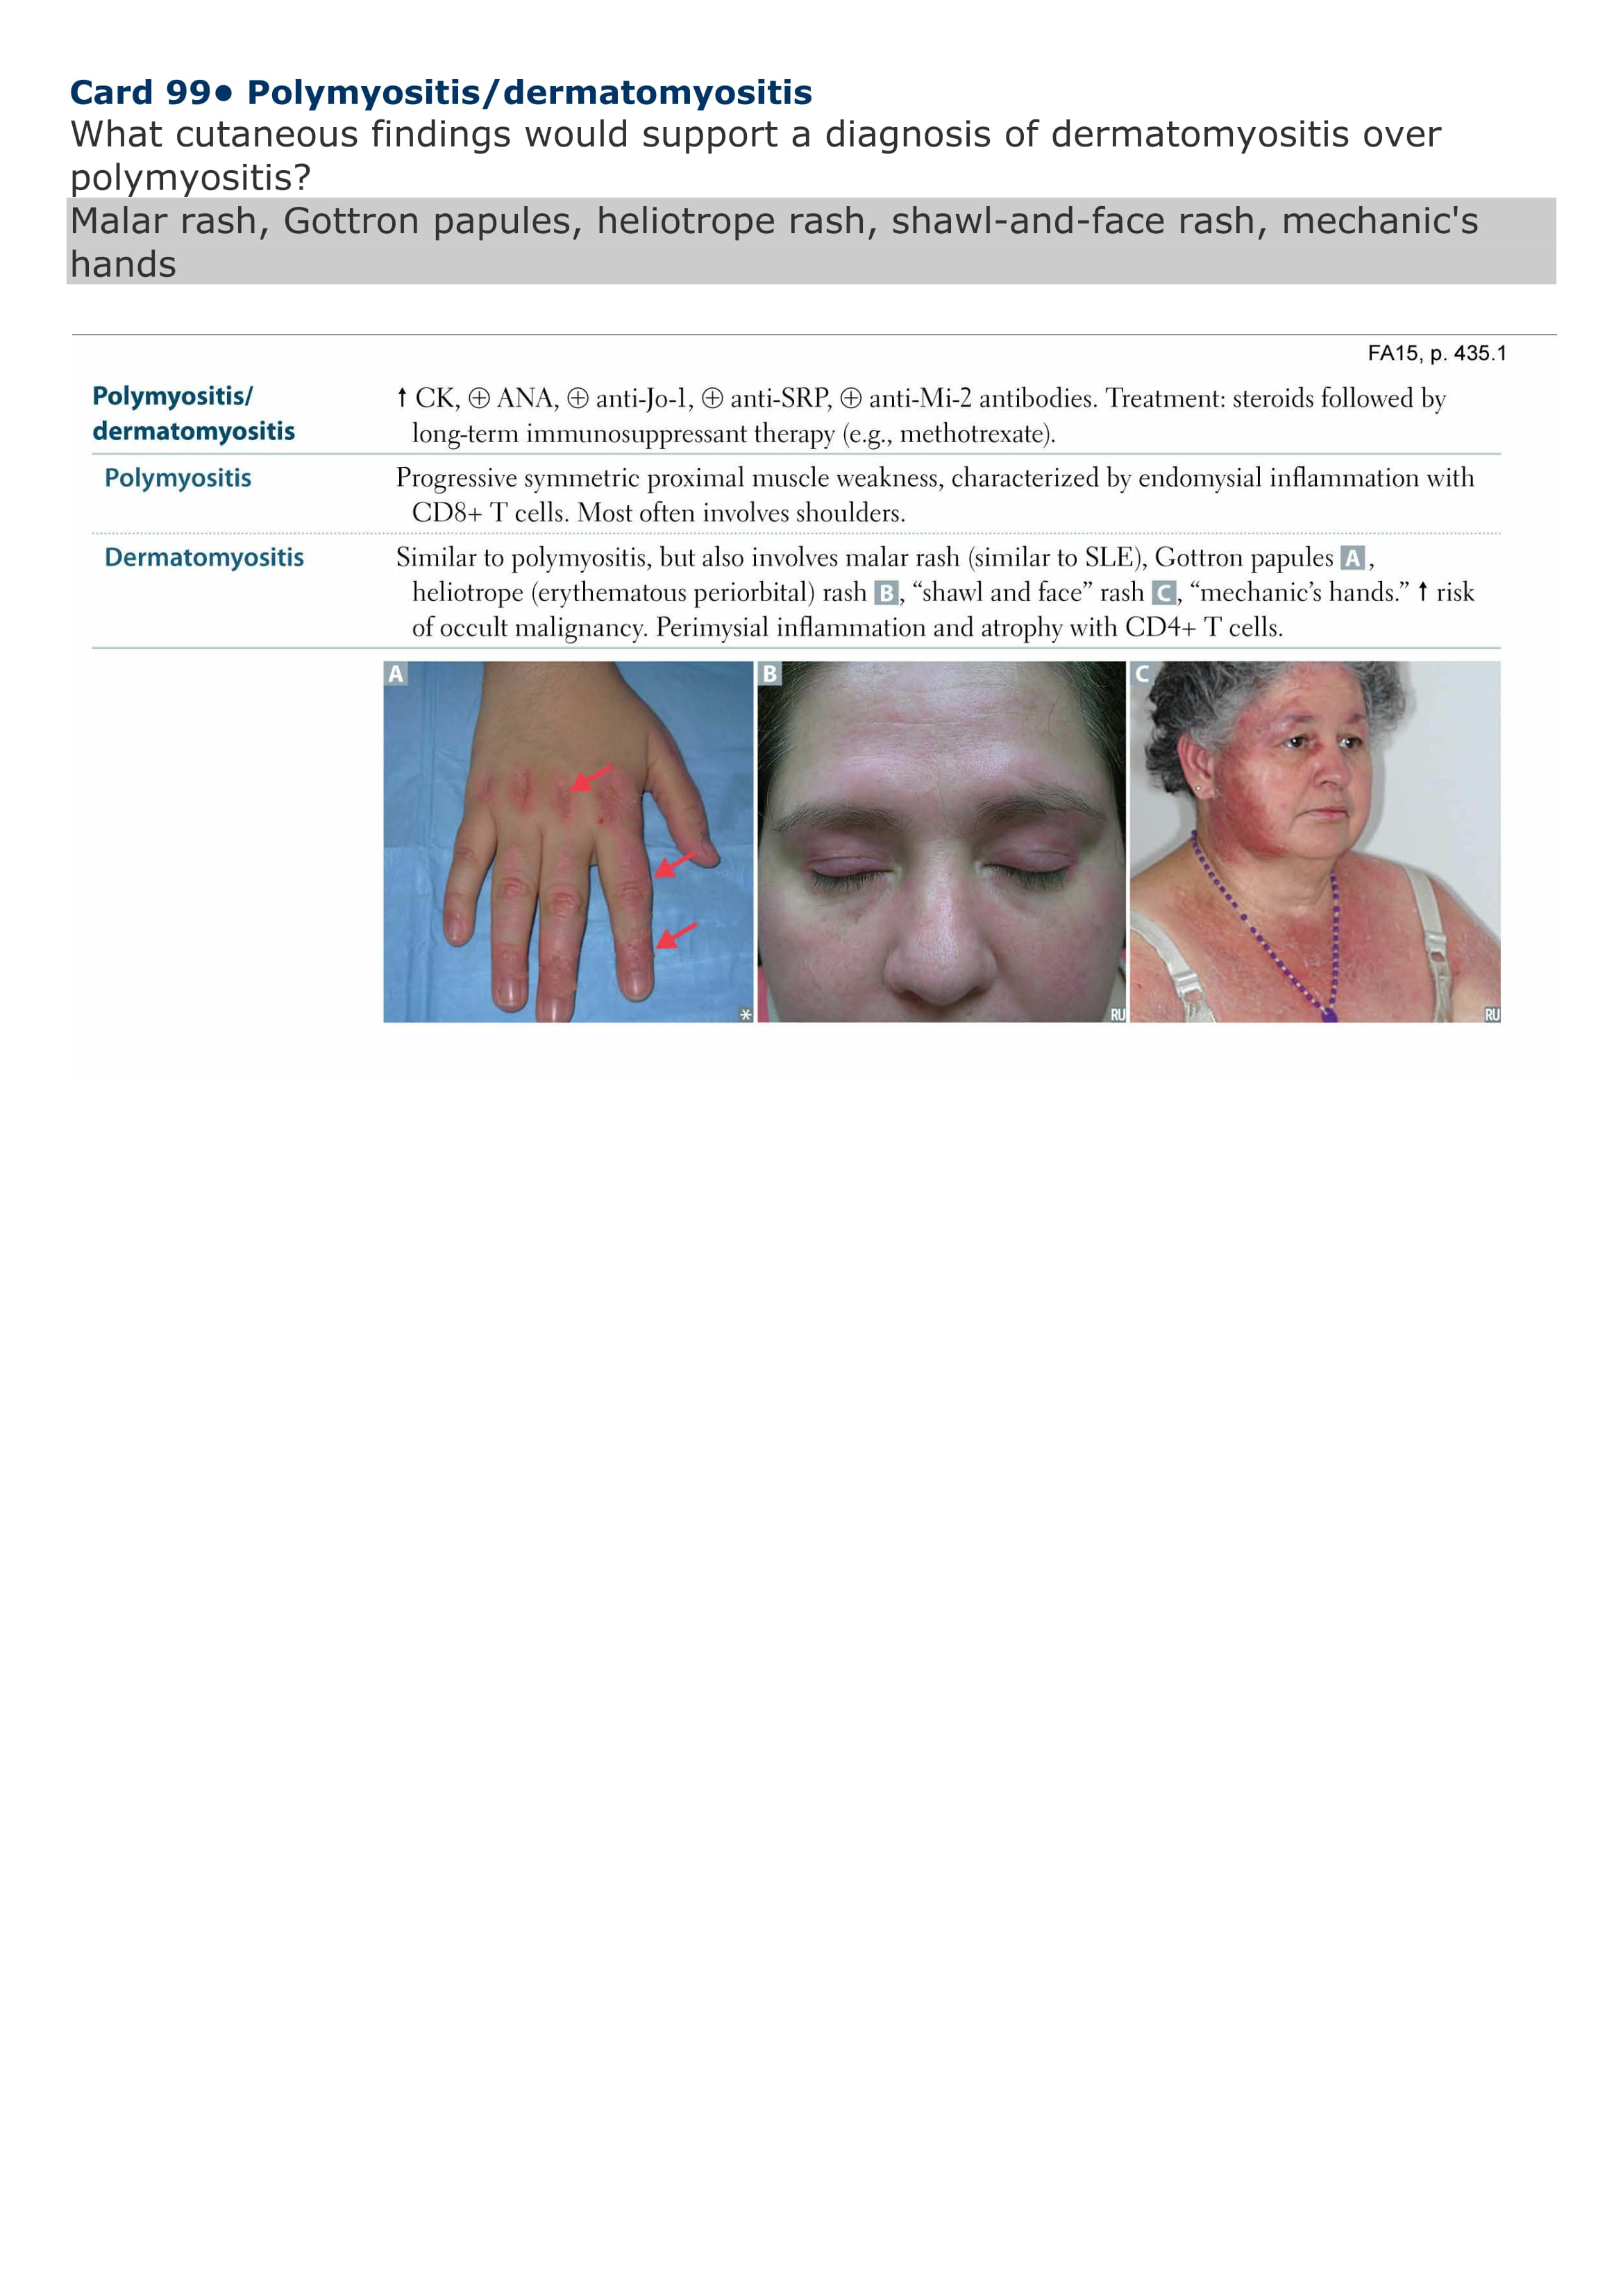 Card 99• Polymyositis/dermatomyositis
What cutaneous findings would support a diagnosis of dermatomyositis over
polymyositis?
Malar rash, Gottron papules, heliotrope rash, shawl-and-face rash, mechanic's
hands
FA15, p. 435.1
Polymyositis/
dermatomyositis
↑ CK, ⊕ ANA, ⊕ anti-Jo-1, ⊕ anti-SRP, ⊕ anti-Mi-2 antibodies. Treatment: steroids followed by
long-term immunosuppressant therapy (e.g., methotrexate).
Polymyositis
Progressive symmetric proximal muscle weakness, characterized by endomysial inflammation with
CD8+ T cells. Most often involves shoulders.
Dermatomyositis
Similar to polymyositis, but also involves malar rash (similar to SLE), Gottron papules A,
heliotrope (erythematous periorbital) rash B, “shawl and face” rash C, “mechanic’s hands.” ↑ risk
of occult malignancy. Perimysial inflammation and atrophy with CD4+ T cells.
A
B
C
*
RU
RU